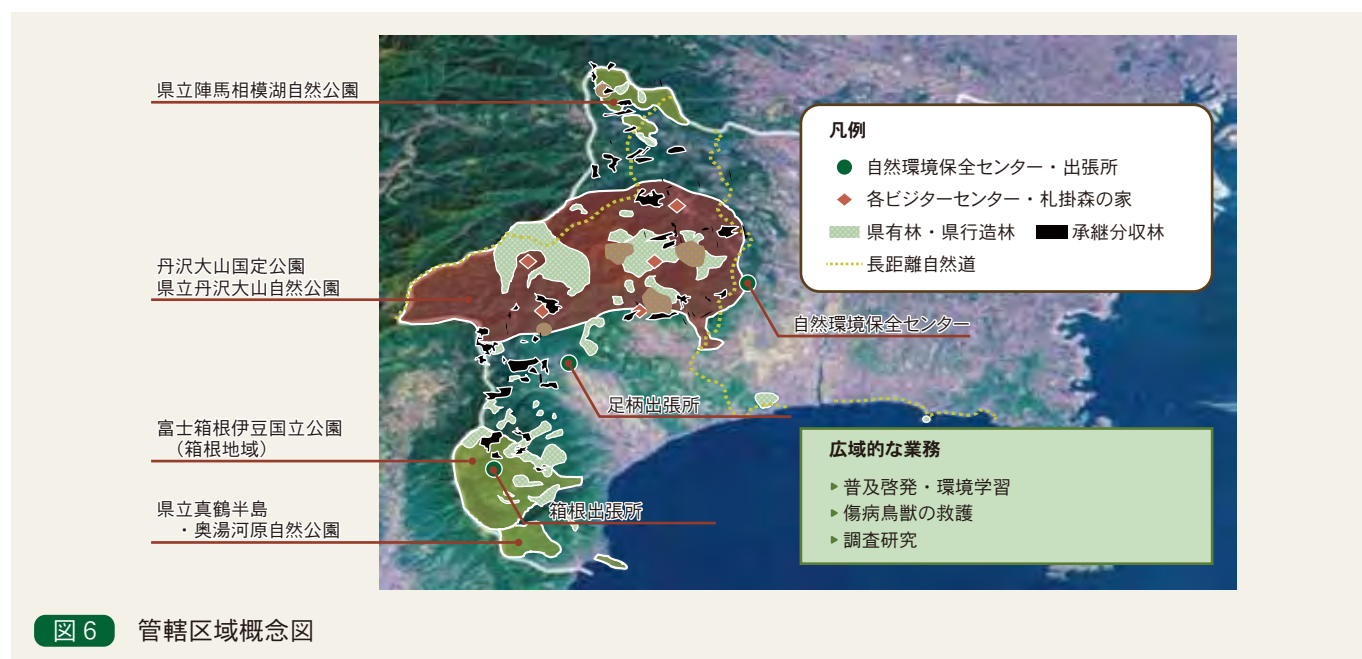 県立陣馬相模湖自然公園
丹沢大山国定公園
県立丹沢大山自然公園
富士箱根伊豆国立公園
（箱根地域）
県立真鶴半島
・奥湯河原自然公園
凡例
自然環境保全センター・出張所
各ビジターセンター・札掛森の家
県有林・県行造林 承継分収林
長距離自然道
自然環境保全センター
足柄出張所
箱根出張所
広域的な業務
普及啓発・環境学習
傷病鳥獣の救護
調査研究
図6 管轄区域概念図